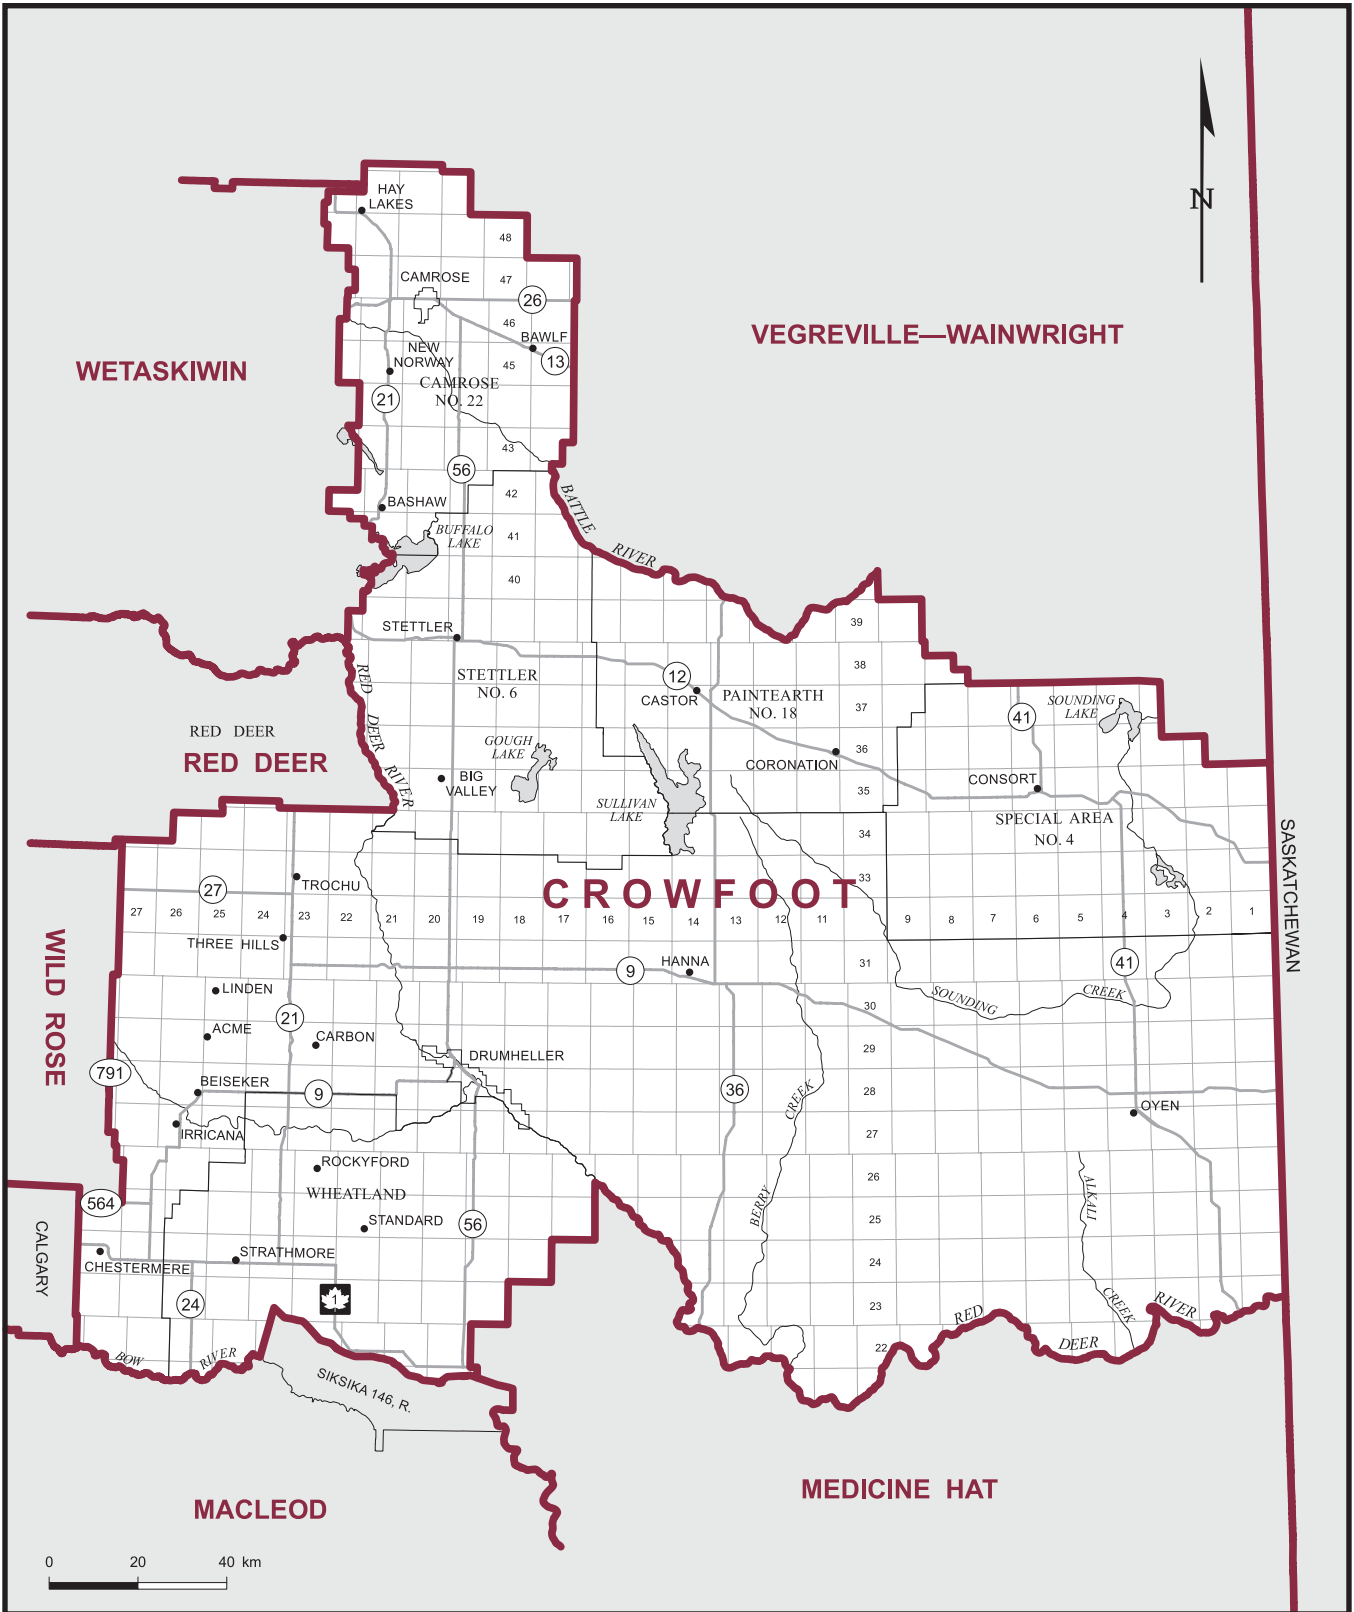 N
HAY
LAKES
48
CAMROSE
47
26
46
BAWLF
13
NEW
NORWAY
45
CAMROSE
NO. 22
21
43
56
VEGREVILLE—WAINWRIGHT
WETASKIWIN
42
BASHAW
BATTLE
RIVER
BUFFALO
LAKE
41
40
39
STETTLER
38
RED
DEER
RIVER
STETTLER
NO. 6
12
CASTOR
PAINTEARTH
NO. 18
37
41
SOUNDING
LAKE
RED DEER
RED DEER
GOUGH
LAKE
36
CORONATION
BIG
VALLEY
CONSORT
35
SULLIVAN
LAKE
SPECIAL AREA
NO. 4
34
SASKATCHEWAN
33
CROWFOOT
27
TROCHU
27
26
25
24
23
22
21
20
19
18
17
16
15
14
13
12
11
9
8
7
6
5
4
3
2
1
THREE HILLS
WILD ROSE
HANNA
9
31
41
LINDEN
30
SOUNDING
CREEK
21
ACME
CARBON
29
DRUMHELLER
791
BEISEKER
9
36
28
CREEK
OYEN
IRRICANA
27
ROCKYFORD
26
WHEATLAND
BERRY
ALKALI
564
STANDARD
56
25
CALGARY
STRATHMORE
CHESTERMERE
24
24
1
23
CREEK
RED
DEER
RIVER
BOW
RIVER
22
SIKSIKA 146, R.
MEDICINE HAT
MACLEOD
0
20
40 km